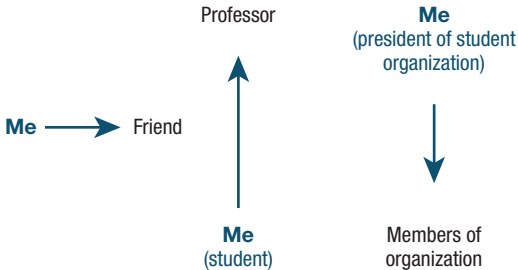 Professor
Me
(president of student
organization)
Me
Friend
Me
(student)
Members of
organization